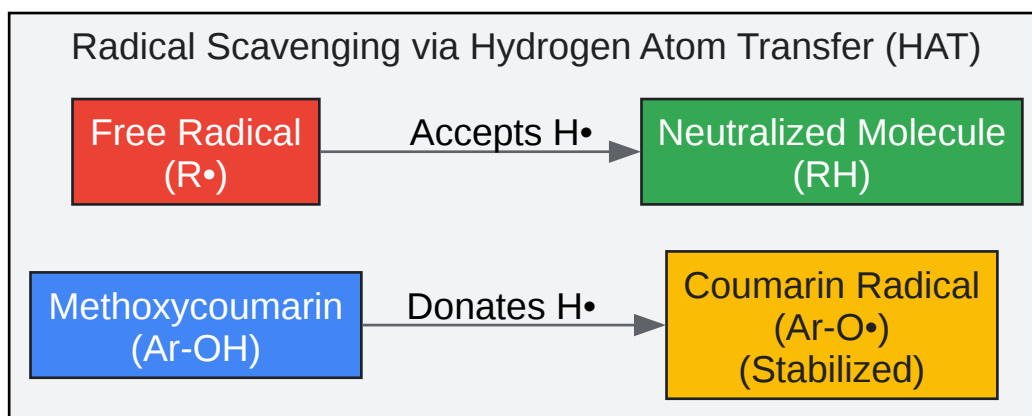 Radical Scavenging via Hydrogen Atom Transfer (HAT)
Free Radical
(R•)
Accepts H•
Neutralized Molecule
(RH)
Methoxycoumarin
(Ar-OH)
Donates H•
Coumarin Radical
(Ar-O•)
(Stabilized)